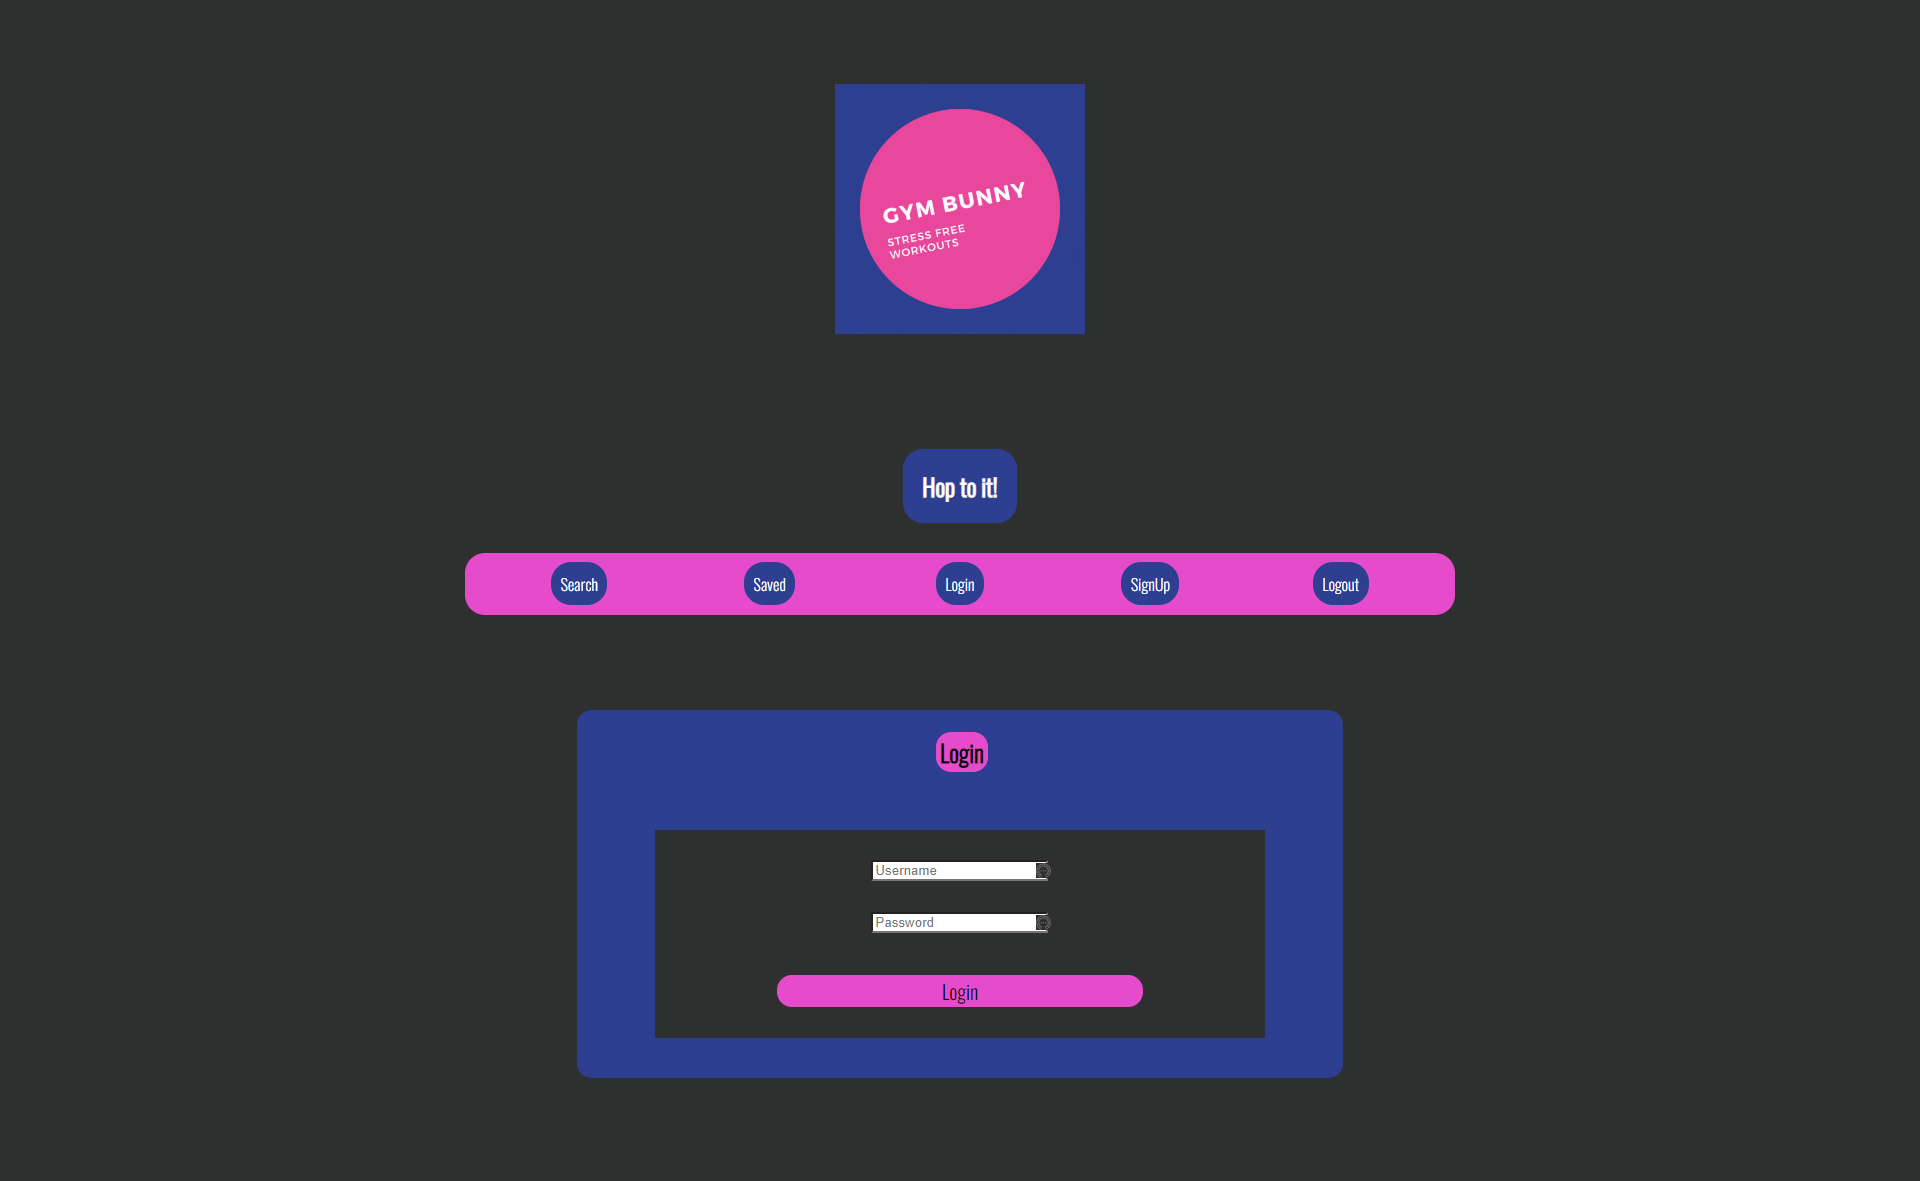 GYM BUNNY
STRESS FREE
WORKOUTS
Hop to it!
Search Saved Login SignUp Logout
Login
Username
Password
Login